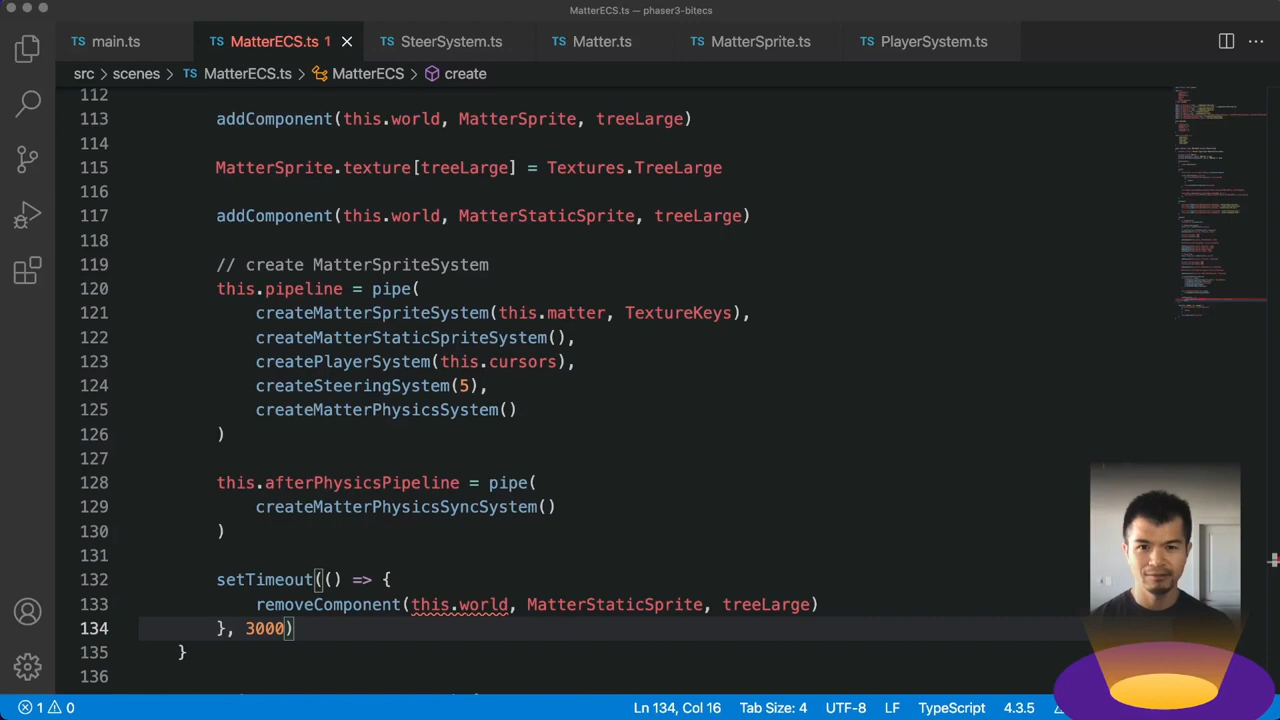 MatterECS.ts — phaser3-bitecs
TS main.ts
TS MatterECS.ts 1
TS SteerSystem.ts
TS Matter.ts
TS MatterSprite.ts
TS PlayerSystem.ts
src > scenes > TS MatterECS.ts > MatterECS > create
112
113 addComponent(this.world, MatterSprite, treeLarge)
114
115 MatterSprite.texture[treeLarge] = Textures.TreeLarge
116
117 addComponent(this.world, MatterStaticSprite, treeLarge)
118
119 // create MatterSpriteSystem
120 this.pipeline = pipe(
121 createMatterSpriteSystem(this.matter, TextureKeys),
122 createMatterStaticSpriteSystem(),
123 createPlayerSystem(this.cursors),
124 createSteeringSystem(5),
125 createMatterPhysicsSystem()
126 )
127
128 this.afterPhysicsPipeline = pipe(
129 createMatterPhysicsSyncSystem()
130 )
131
132 setTimeout(() => {
133 removeComponent(this.world, MatterStaticSprite, treeLarge)
134 }, 3000)
135 }
136
1 0 Ln 134, Col 16 Tab Size: 4 UTF-8 LF TypeScript 4.3.5